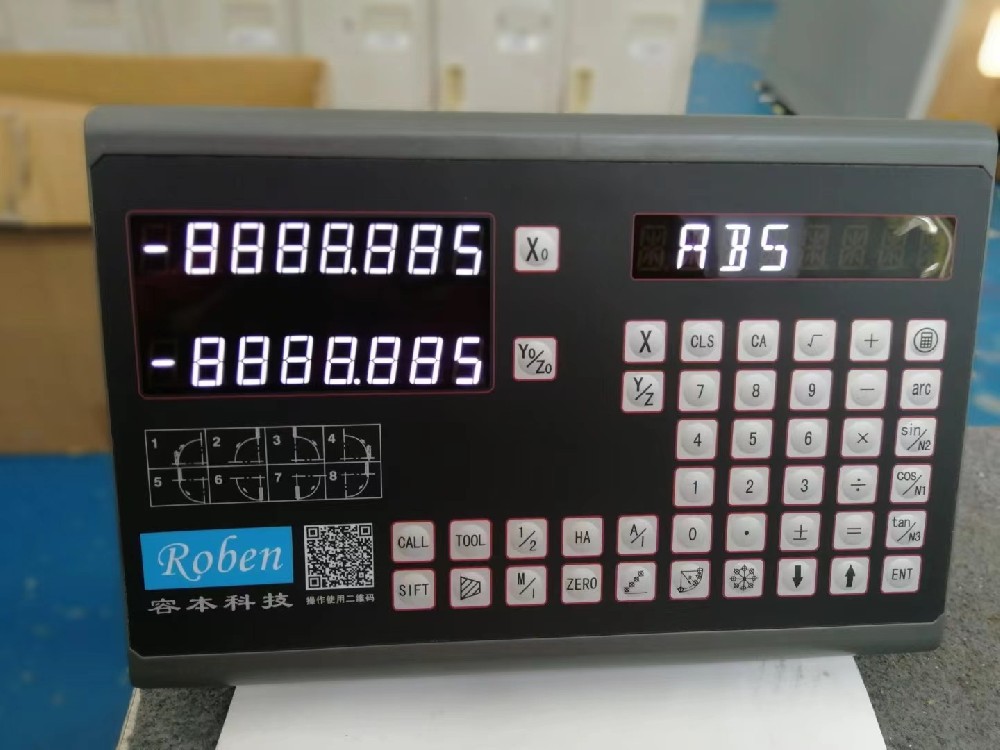 -8888.885 X₀ ABS
-8888.885 Y₀/Z₀
X CLS CA √ +
Y/Z 7 8 9 − arc
4 5 6 × sin/N2
1 2 3 ÷ cos/N1
1 2 3 4
5 6 7 8
CALL TOOL 1/2 HA A/I 0 · ± = tan/N3
SIFT M/I ZERO ⬇ ⬆ ENT
Roben
容本科技
操作使用二维码